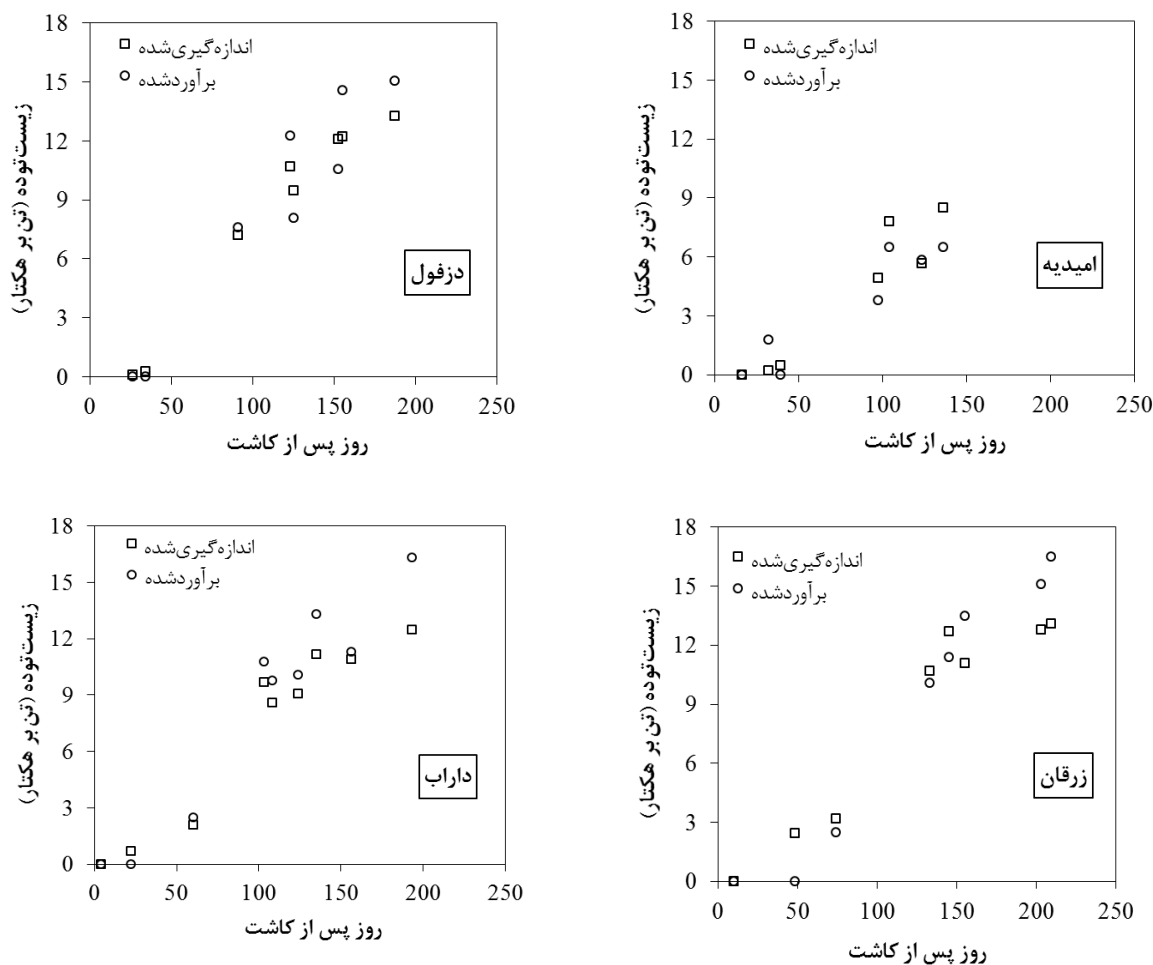 18
15
12
9
6
3
0
زیست‌توده (تن بر هکتار)
اندازه‌گیری‌شده
برآوردشده
دزفول
0 50 100 150 200 250
روز پس از کاشت
18
15
12
9
6
3
0
زیست‌توده (تن بر هکتار)
اندازه‌گیری‌شده
برآوردشده
امیدیه
0 50 100 150 200 250
روز پس از کاشت
18
15
12
9
6
3
0
زیست‌توده (تن بر هکتار)
اندازه‌گیری‌شده
برآوردشده
داراب
0 50 100 150 200 250
روز پس از کاشت
18
15
12
9
6
3
0
زیست‌توده (تن بر هکتار)
اندازه‌گیری‌شده
برآوردشده
زرقان
0 50 100 150 200 250
روز پس از کاشت